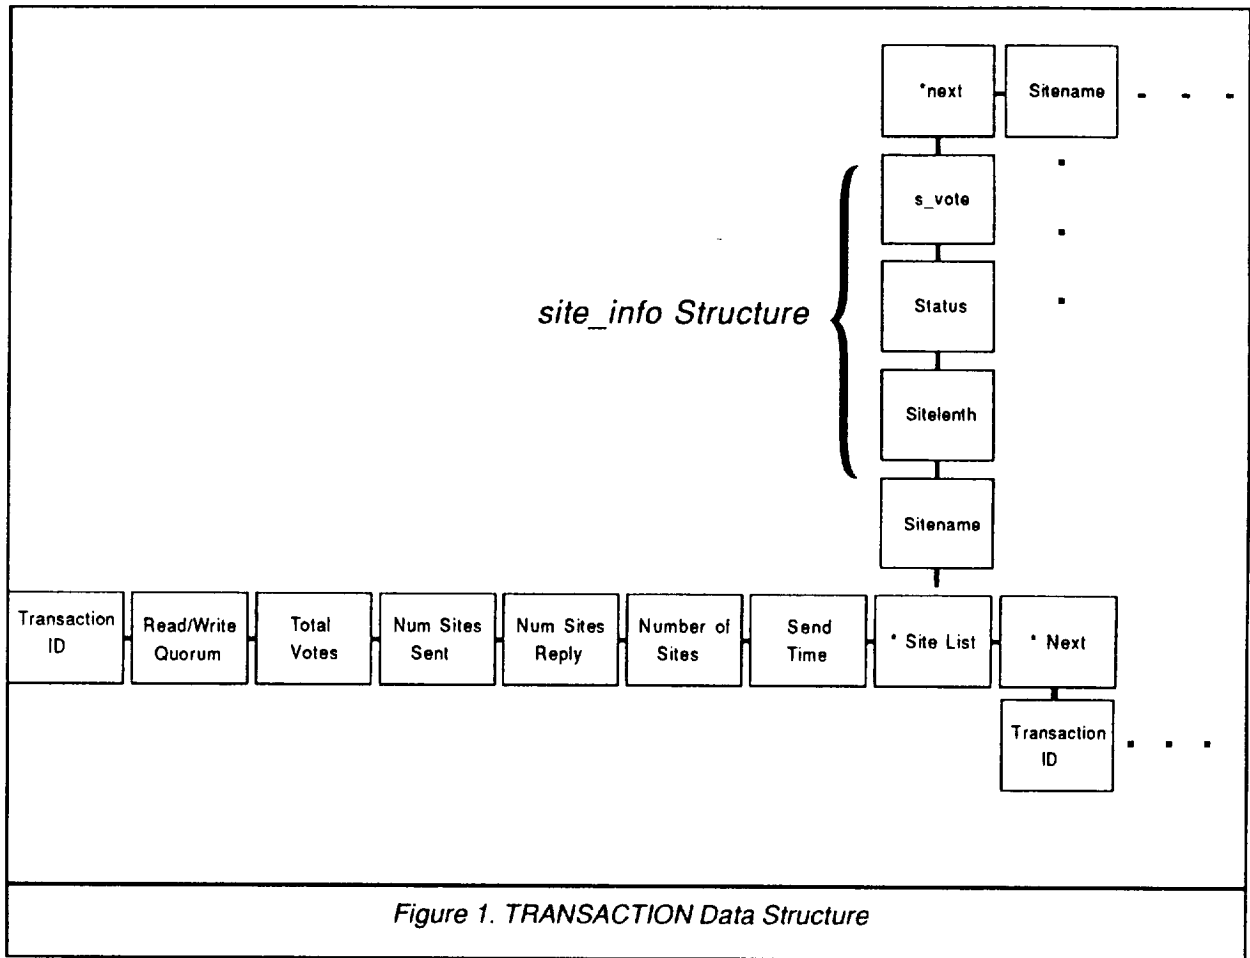 *next
Sitename
s_vote
Status
site_info Structure
Sitelenth
Sitename
Transaction
ID
Read/Write
Quorum
Total
Votes
Num Sites
Sent
Num Sites
Reply
Number of
Sites
Send
Time
* Site List
* Next
Transaction
ID
Figure 1. TRANSACTION Data Structure